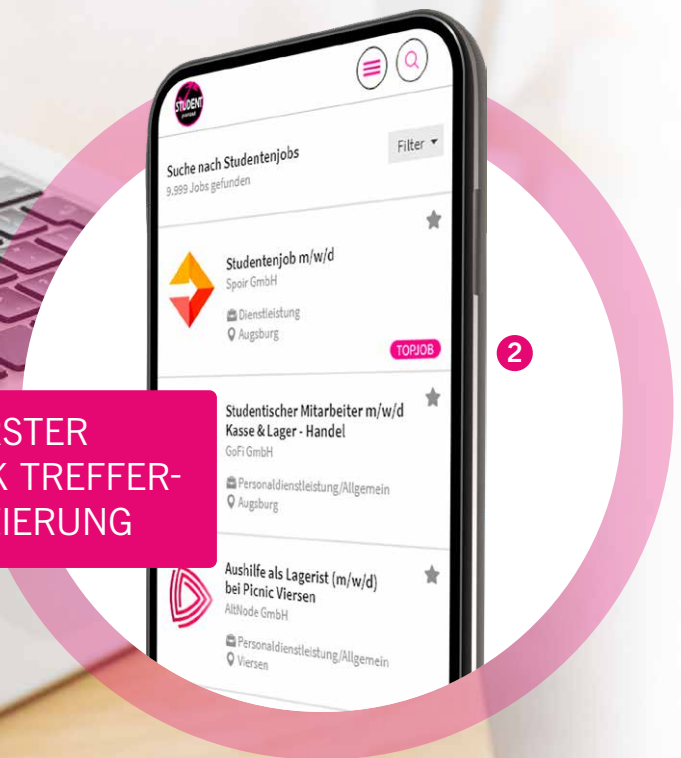 STUDENT
Suche nach Studentenjobs
9.999 Jobs gefunden
Filter
Studentenjob m/w/d
Spoir GmbH
Dienstleistung
Augsburg
TOPJOB
2
RSTER
K TREFFER-
IERUNG
Studentischer Mitarbeiter m/w/d
Kasse & Lager - Handel
GoFi GmbH
Personaldienstleistung/Allgemein
Augsburg
Aushilfe als Lagerist (m/w/d)
bei Picnic Viersen
AltNode GmbH
Personaldienstleistung/Allgemein
Viersen